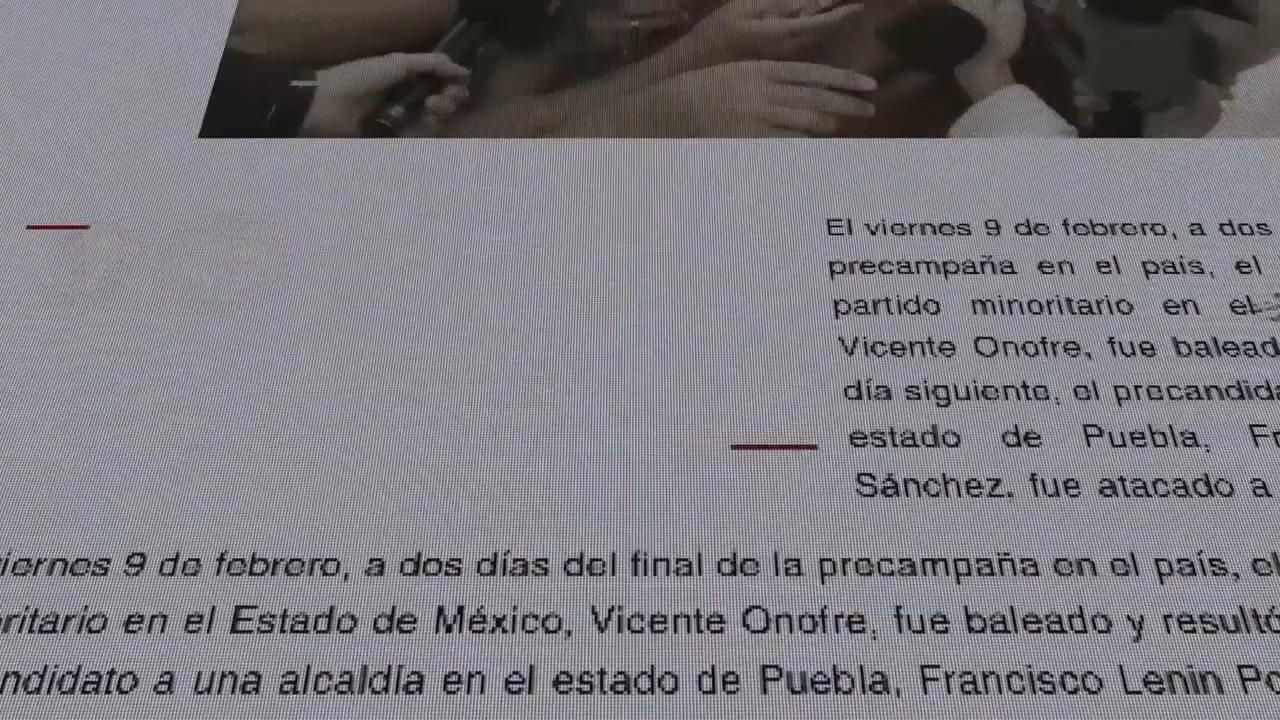 El viernes 9 de febrero, a dos
precampaña en el país, el
partido minoritario en el
Vicente Onofre, fue balead
día siguiente, el precandida
estado de Puebla, Fr
Sánchez, fue atacado a
viernes 9 de febrero, a dos días del final de la precampaña en el país, el
ritario en el Estado de México, Vicente Onofre, fue baleado y resultó
ndidato a una alcaldía en el estado de Puebla, Francisco Lenin Po